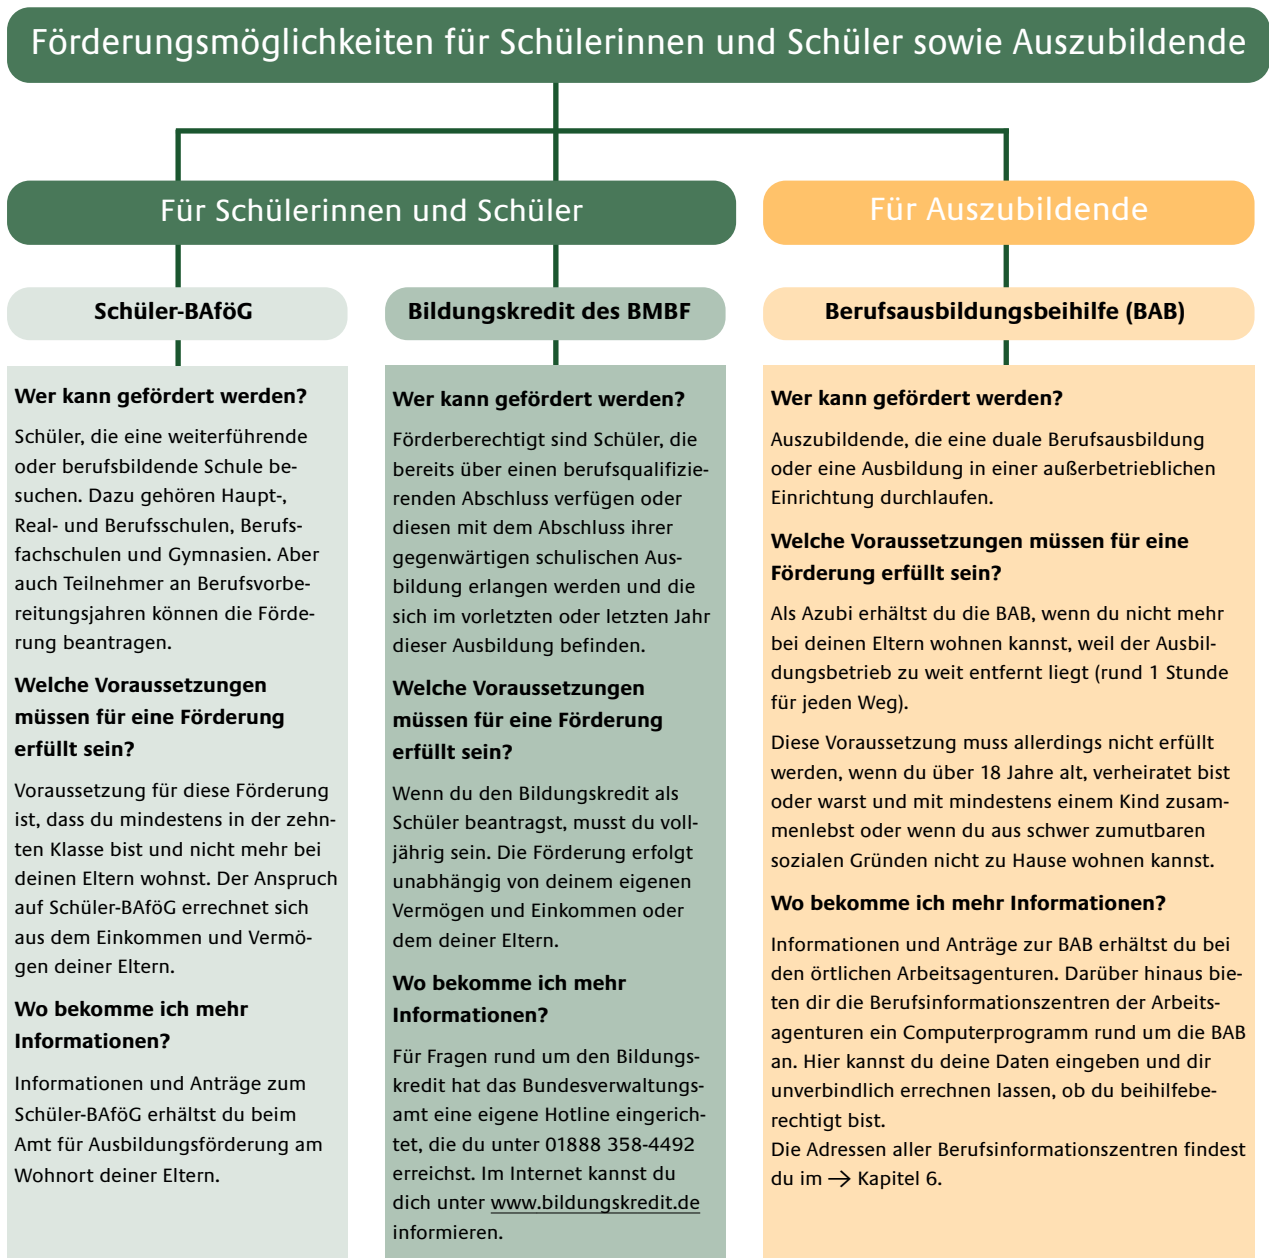 Förderungsmöglichkeiten für Schülerinnen und Schüler sowie Auszubildende
Für Schülerinnen und Schüler
Für Auszubildende
Schüler-BAföG
Wer kann gefördert werden?
Schüler, die eine weiterführende
oder berufsbildende Schule be-
suchen. Dazu gehören Haupt-,
Real- und Berufsschulen, Berufs-
fachschulen und Gymnasien. Aber
auch Teilnehmer an Berufsvorbe-
reitungsjahren können die Förde-
rung beantragen.
Welche Voraussetzungen
müssen für eine Förderung
erfüllt sein?
Voraussetzung für diese Förderung
ist, dass du mindestens in der zehn-
ten Klasse bist und nicht mehr bei
deinen Eltern wohnst. Der Anspruch
auf Schüler-BAföG errechnet sich
aus dem Einkommen und Vermö-
gen deiner Eltern.
Wo bekomme ich mehr
Informationen?
Informationen und Anträge zum
Schüler-BAföG erhältst du beim
Amt für Ausbildungsförderung am
Wohnort deiner Eltern.
Bildungskredit des BMBF
Wer kann gefördert werden?
Förderberechtigt sind Schüler, die
bereits über einen berufsqualifizie-
renden Abschluss verfügen oder
diesen mit dem Abschluss ihrer
gegenwärtigen schulischen Aus-
bildung erlangen werden und die
sich im vorletzten oder letzten Jahr
dieser Ausbildung befinden.
Welche Voraussetzungen
müssen für eine Förderung
erfüllt sein?
Wenn du den Bildungskredit als
Schüler beantragst, musst du voll-
jährig sein. Die Förderung erfolgt
unabhängig von deinem eigenen
Vermögen und Einkommen oder
dem deiner Eltern.
Wo bekomme ich mehr
Informationen?
Für Fragen rund um den Bildungs-
kredit hat das Bundesverwaltungs-
amt eine eigene Hotline eingerich-
tet, die du unter 01888 358-4492
erreichst. Im Internet kannst du
dich unter www.bildungskredit.de
informieren.
Berufsausbildungsbeihilfe (BAB)
Wer kann gefördert werden?
Auszubildende, die eine duale Berufsausbildung
oder eine Ausbildung in einer außerbetrieblichen
Einrichtung durchlaufen.
Welche Voraussetzungen müssen für eine
Förderung erfüllt sein?
Als Azubi erhältst du die BAB, wenn du nicht mehr
bei deinen Eltern wohnen kannst, weil der Ausbil-
dungsbetrieb zu weit entfernt liegt (rund 1 Stunde
für jeden Weg).
Diese Voraussetzung muss allerdings nicht erfüllt
werden, wenn du über 18 Jahre alt, verheiratet bist
oder warst und mit mindestens einem Kind zusam-
menlebst oder wenn du aus schwer zumutbaren
sozialen Gründen nicht zu Hause wohnen kannst.
Wo bekomme ich mehr Informationen?
Informationen und Anträge zur BAB erhältst du bei
den örtlichen Arbeitsagenturen. Darüber hinaus bie-
ten dir die Berufsinformationszentren der Arbeits-
agenturen ein Computerprogramm rund um die BAB
an. Hier kannst du deine Daten eingeben und dir
unverbindlich errechnen lassen, ob du beihilfebe-
rechtigt bist.
Die Adressen aller Berufsinformationszentren findest
du im → Kapitel 6.